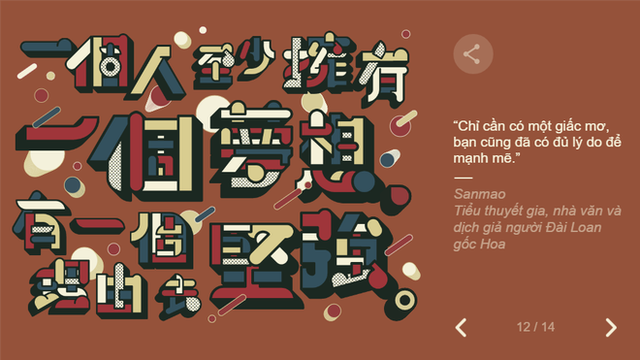 一個人至少擁有
一個夢想,
有一個
理由去
堅強。
“Chỉ cần có một giấc mơ,
bạn cũng đã có đủ lý do để
mạnh mẽ.”
Sanmao
Tiểu thuyết gia, nhà văn và
dịch giả người Đài Loan
gốc Hoa
12 / 14